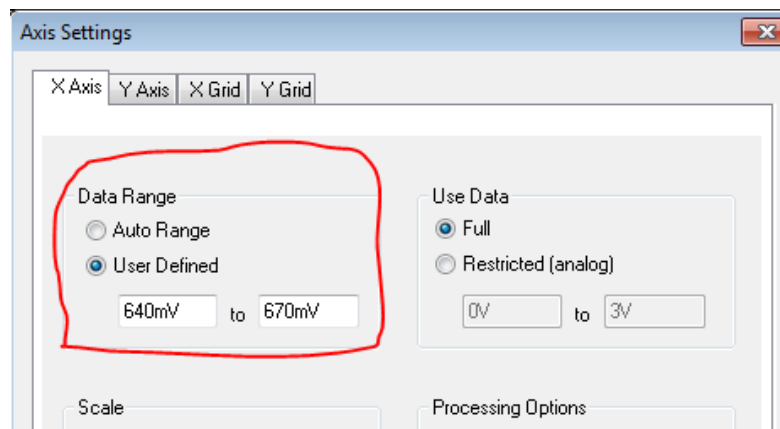 Axis Settings
X Axis Y Axis X Grid Y Grid
Data Range
Auto Range
User Defined
640mV to 670mV
Use Data
Full
Restricted (analog)
0V to 3V
Scale
Processing Options